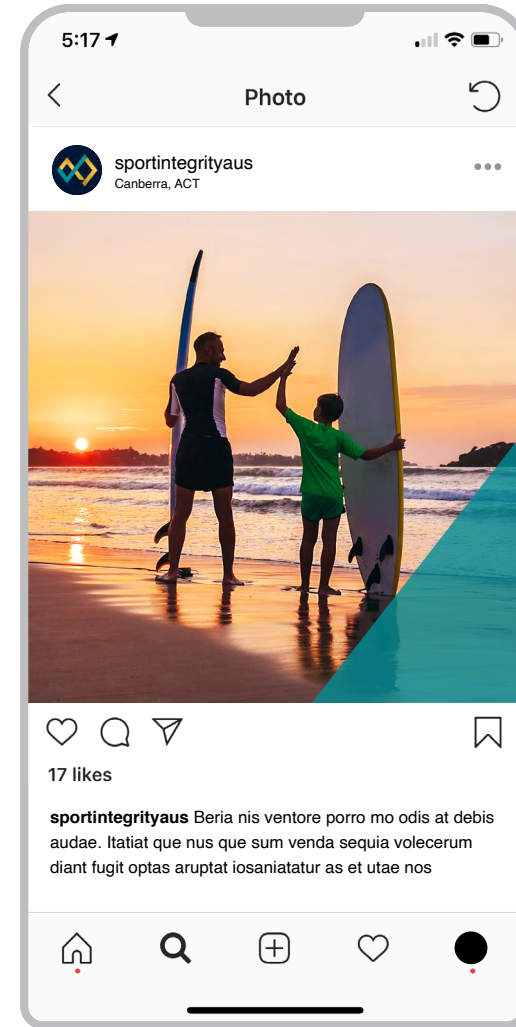 5:17
Photo
sportintegrityaus
Canberra, ACT
17 likes
sportintegrityaus Beria nis ventore porro mo odis at debis
audae. Itatiat que nus que sum venda sequia volecerum
diant fugit optas aruptat iosaniatatur as et utae nos